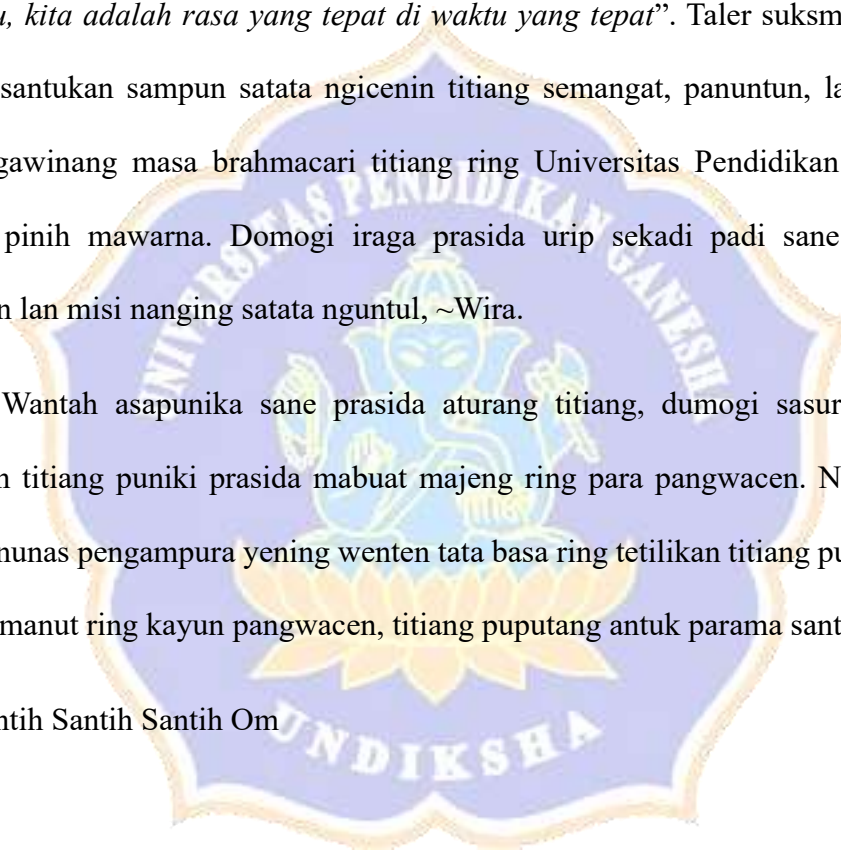 , kita adalah rasa yang tepat di waktu yang tepat”. Taler suksm
santukan sampun satata ngicenin titiang semangat, panuntun, la
gawinang masa brahmacari titiang ring Universitas Pendidikan
pinih mawarna. Domogi iraga prasida urip sekadi padi sane
n lan misi nanging satata nguntul, ~Wira.
Wantah asapunika sane prasida aturang titiang, dumogi sasur
n titiang puniki prasida mabuat majeng ring para pangwacen. N
nunas pengampura yening wenten tata basa ring tetilikan titiang pu
manut ring kayun pangwacen, titiang puputang antuk parama sant
ntih Santih Santih Om
UNIVERSITAS PENDIDIKAN GANESHA
UNDIKSHA